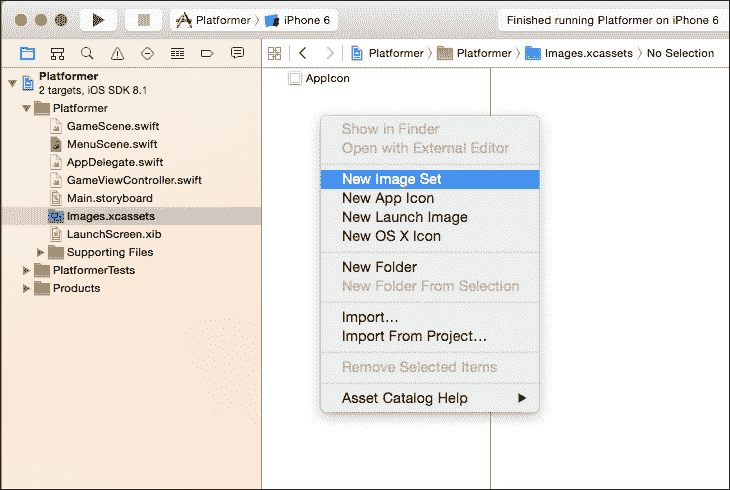 Platformer 〉 iPhone 6
Finished running Platformer on iPhone 6
Platformer 〉 Platformer 〉 Images.xcassets 〉 No Selection
Platformer
2 targets, iOS SDK 8.1
Platformer
GameScene.swift
MenuScene.swift
AppDelegate.swift
GameViewController.swift
Main.storyboard
Images.xcassets
LaunchScreen.xib
Supporting Files
PlatformerTests
Products
AppIcon
Show in Finder
Open with External Editor
New Image Set
New App Icon
New Launch Image
New OS X Icon
New Folder
New Folder From Selection
Import...
Import From Project...
Remove Selected Items
Asset Catalog Help